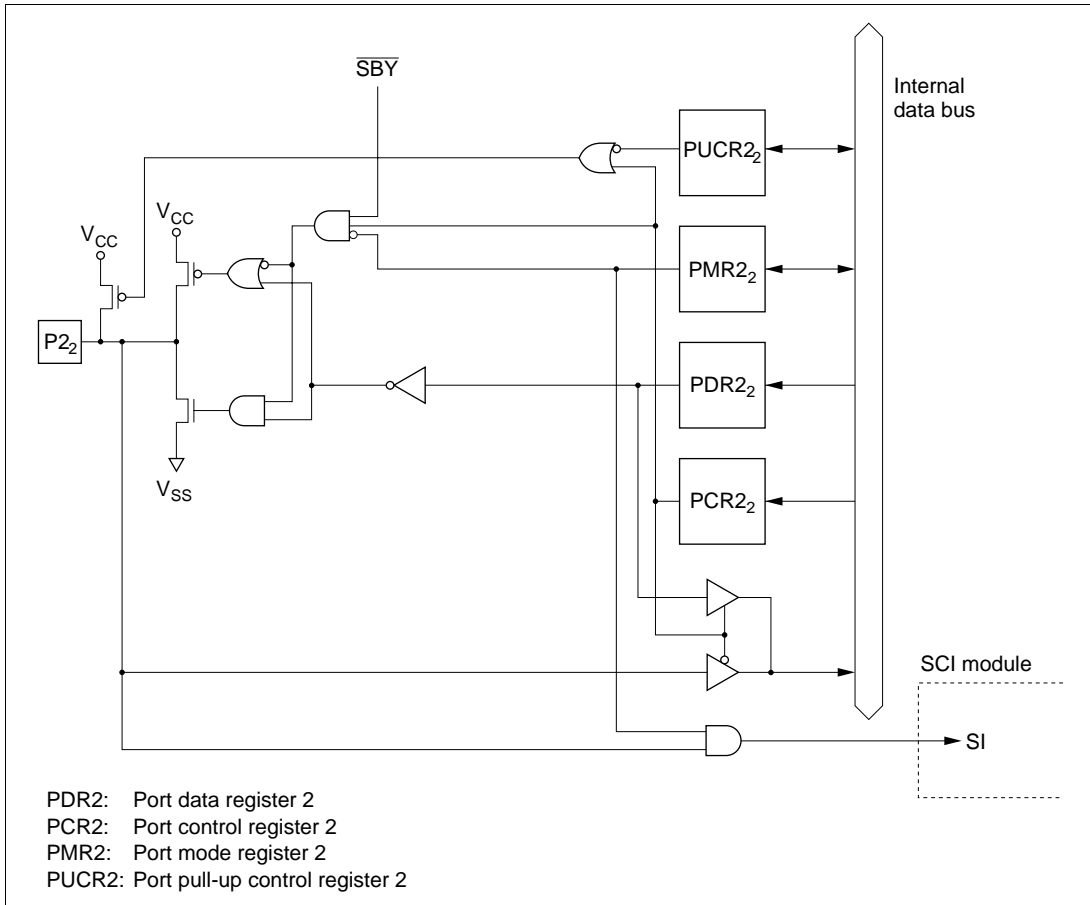 S̅B̅Y̅
Internal
data bus
PUCR2₂
V_CC
V_CC
PMR2₂
P2₂
PDR2₂
V_SS
PCR2₂
SCI module
SI
PDR2: Port data register 2
PCR2: Port control register 2
PMR2: Port mode register 2
PUCR2: Port pull-up control register 2